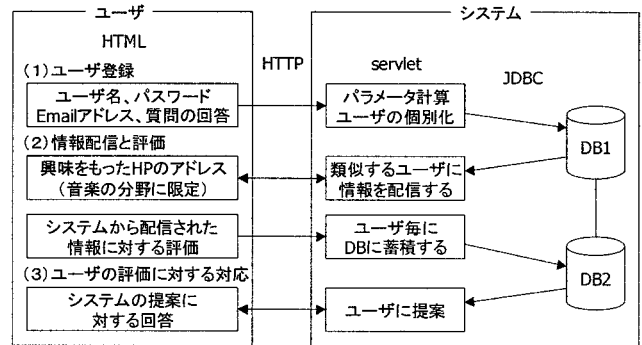 ユーザ
システム
HTML
HTTP
servlet
JDBC
(1)ユーザ登録
ユーザ名、パスワード
Emailアドレス、質問の回答
パラメータ計算
ユーザの個別化
DB1
(2)情報配信と評価
興味をもったHPのアドレス
(音楽の分野に限定)
類似するユーザに
情報を配信する
システムから配信された
情報に対する評価
ユーザ毎に
DBに蓄積する
DB2
(3)ユーザの評価に対する対応
システムの提案に
対する回答
ユーザに提案